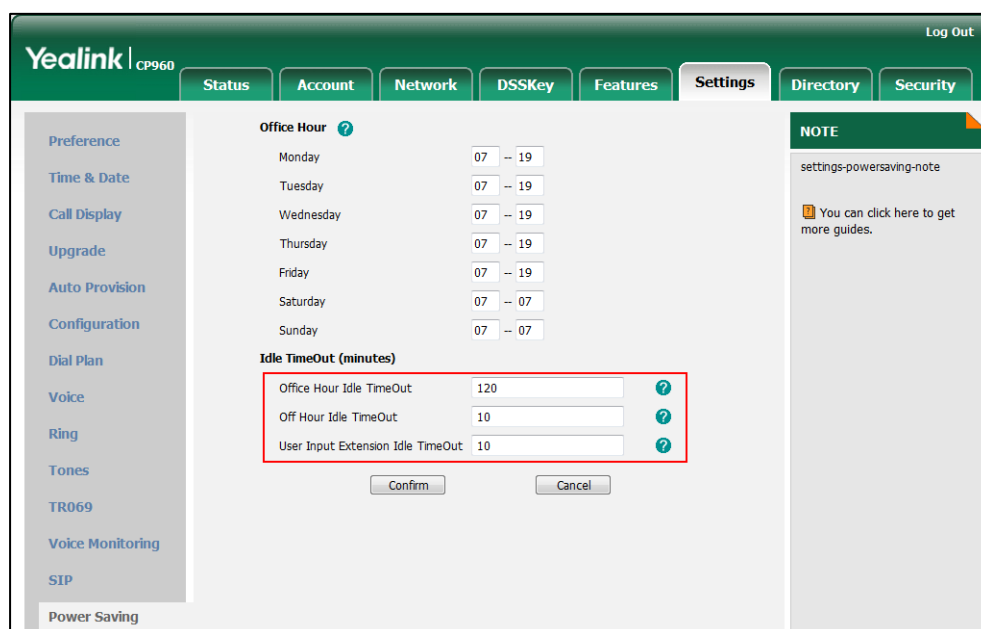 Log Out
Yealink | CP960
Status Account Network DSSKey Features Settings Directory Security
Preference
Time & Date
Call Display
Upgrade
Auto Provision
Configuration
Dial Plan
Voice
Ring
Tones
TR069
Voice Monitoring
SIP
Power Saving
Office Hour ?
Monday 07 -- 19
Tuesday 07 -- 19
Wednesday 07 -- 19
Thursday 07 -- 19
Friday 07 -- 19
Saturday 07 -- 07
Sunday 07 -- 07
Idle TimeOut (minutes)
Office Hour Idle TimeOut 120 ?
Off Hour Idle TimeOut 10 ?
User Input Extension Idle TimeOut 10 ?
Confirm Cancel
NOTE
settings-powersaving-note
? You can click here to get
more guides.